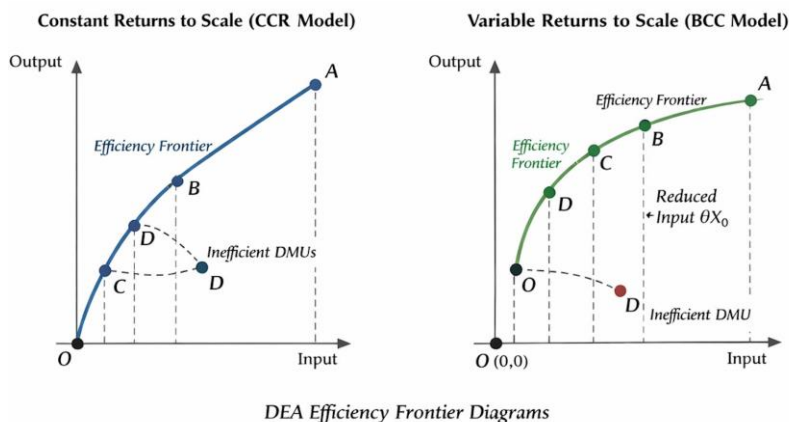 Constant Returns to Scale (CCR Model)
Output
A
Efficiency Frontier
B
D
Inefficient DMUs
C
D
O
Input
Variable Returns to Scale (BCC Model)
Output
A
Efficiency Frontier
B
Efficiency
Frontier
C
D
Reduced
Input θX₀
O
D
Inefficient DMU
O (0,0)
Input
DEA Efficiency Frontier Diagrams